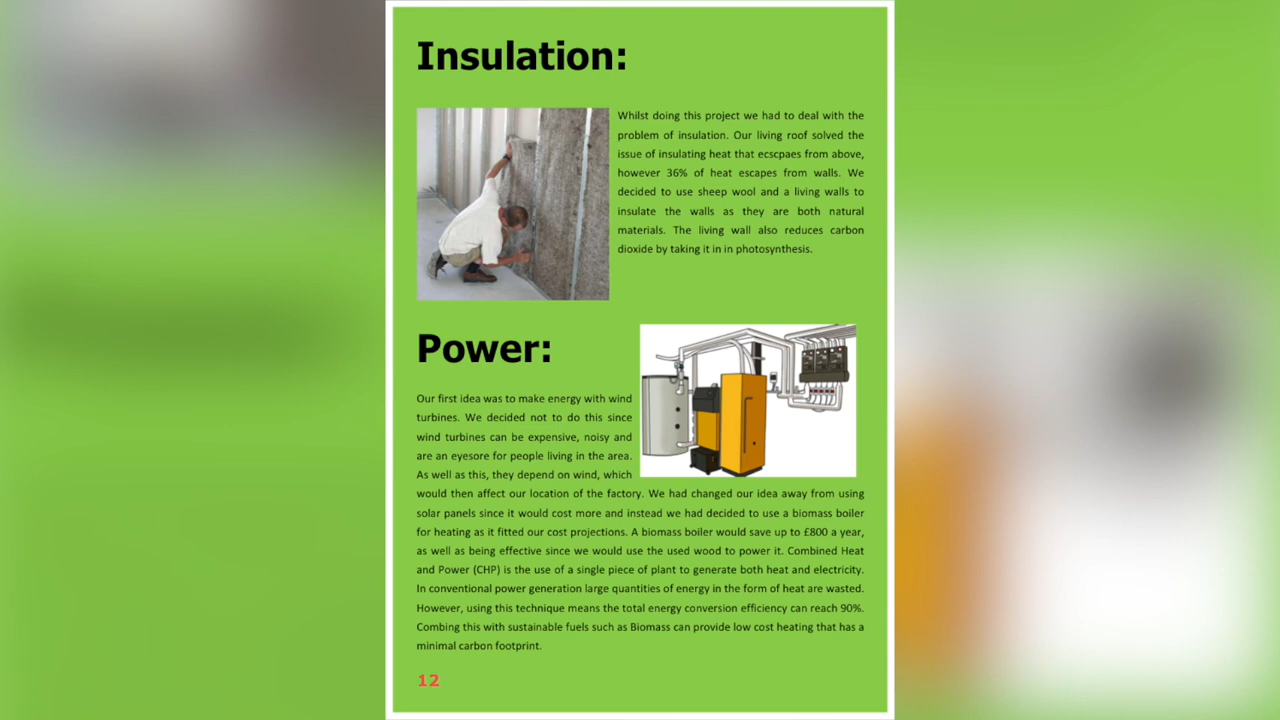 Insulation:
Whilst doing this project we had to deal with the
problem of insulation. Our living roof solved the
issue of insulating heat that ecscpaes from above,
however 36% of heat escapes from walls. We
decided to use sheep wool and a living walls to
insulate the walls as they are both natural
materials. The living wall also reduces carbon
dioxide by taking it in in photosynthesis.
Power:
Our first idea was to make energy with wind
turbines. We decided not to do this since
wind turbines can be expensive, noisy and
are an eyesore for people living in the area.
As well as this, they depend on wind, which
would then affect our location of the factory. We had changed our idea away from using
solar panels since it would cost more and instead we had decided to use a biomass boiler
for heating as it fitted our cost projections. A biomass boiler would save up to £800 a year,
as well as being effective since we would use the used wood to power it. Combined Heat
and Power (CHP) is the use of a single piece of plant to generate both heat and electricity.
In conventional power generation large quantities of energy in the form of heat are wasted.
However, using this technique means the total energy conversion efficiency can reach 90%.
Combing this with sustainable fuels such as Biomass can provide low cost heating that has a
minimal carbon footprint.
12